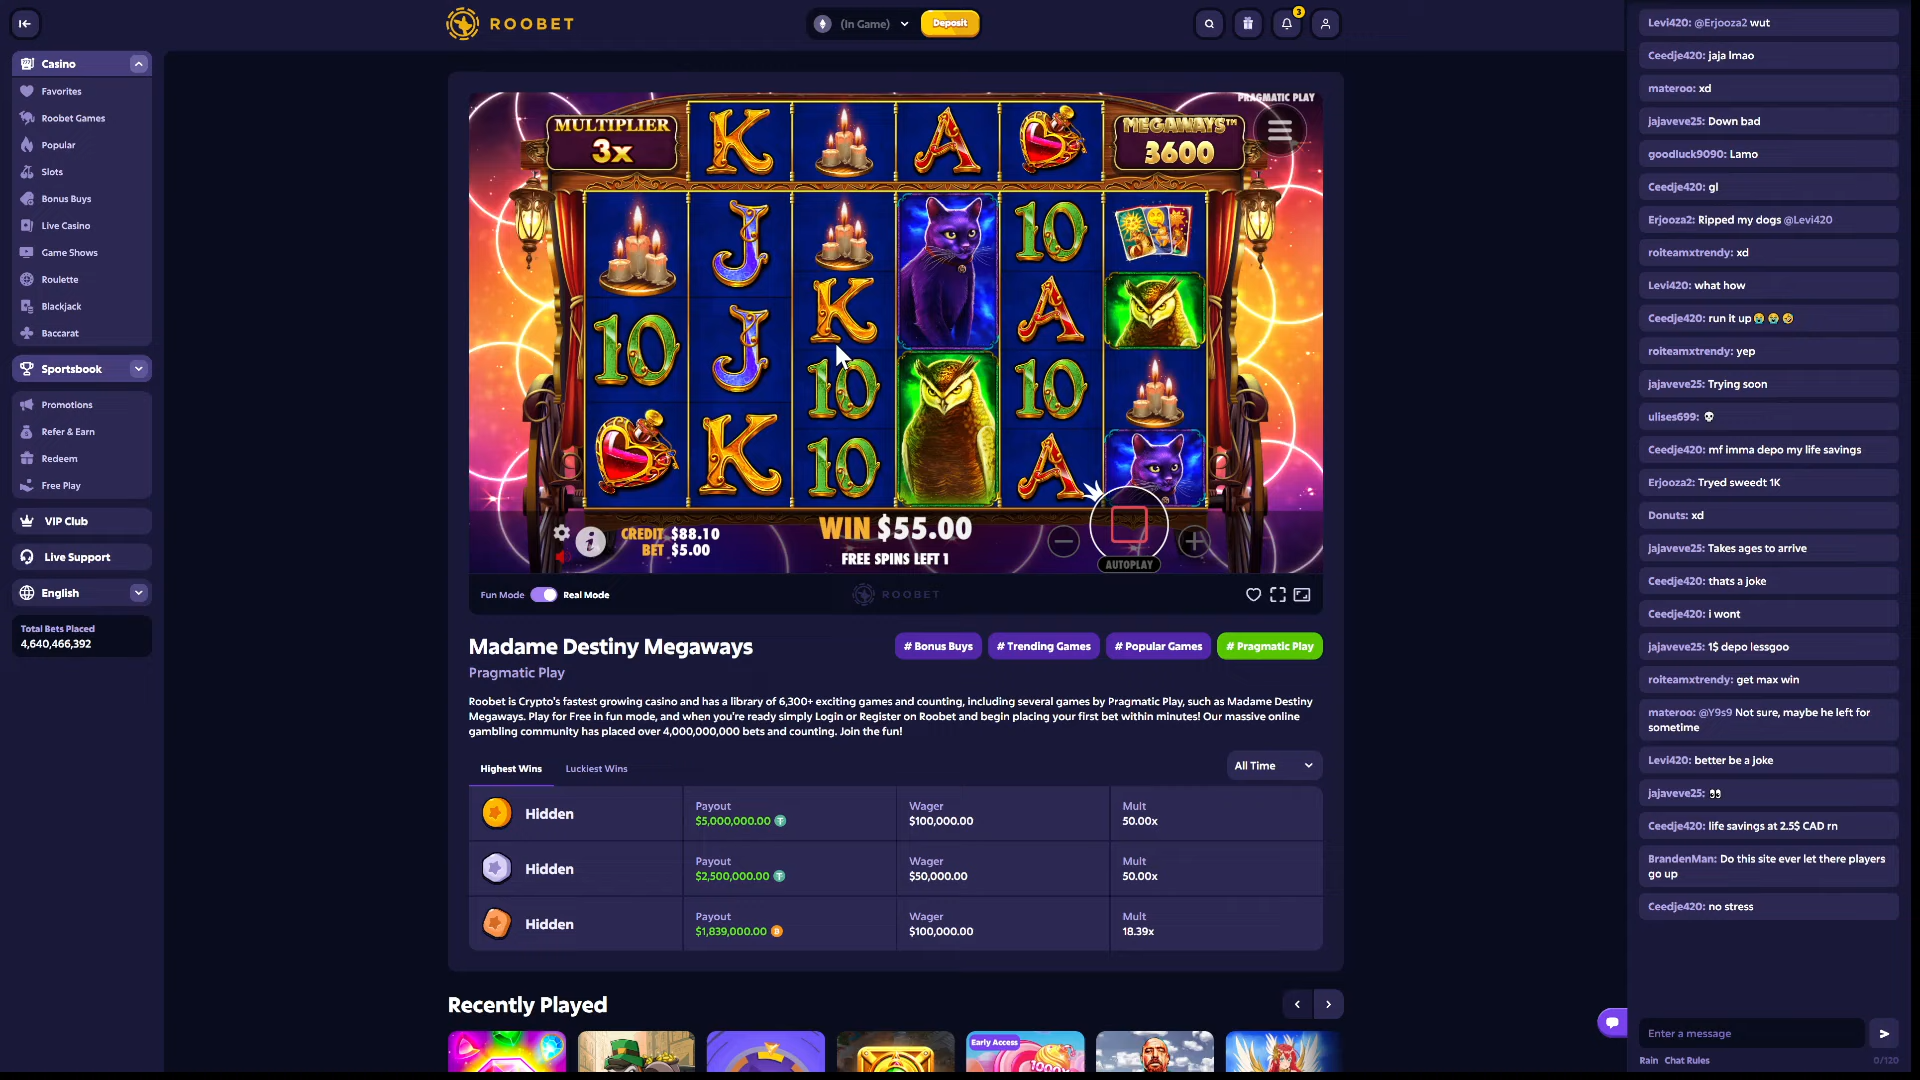 ROOBET
(In Game)
Deposit
3
Casino
Favorites
Roobet Games
Popular
Slots
Bonus Buys
Live Casino
Game Shows
Roulette
Blackjack
Baccarat
Sportsbook
Promotions
Refer & Earn
Redeem
Free Play
VIP Club
Live Support
English
Total Bets Placed
4,640,466,392
PRAGMATIC PLAY
MULTIPLIER
3x
K
A
MEGAWAYS™
3600
J
10
K
A
10
J
10
10
K
10
A
WIN $55.00
CREDIT $88.10
BET $5.00
FREE SPINS LEFT 1
AUTOPLAY
Fun Mode
Real Mode
ROOBET
Madame Destiny Megaways
# Bonus Buys
# Trending Games
# Popular Games
# Pragmatic Play
Pragmatic Play
Roobet is Crypto's fastest growing casino and has a library of 6,300+ exciting games and counting, including several games by Pragmatic Play, such as Madame Destiny
Megaways. Play for Free in fun mode, and when you're ready simply Login or Register on Roobet and begin placing your first bet within minutes! Our massive online
gambling community has placed over 4,000,000,000 bets and counting. Join the fun!
Highest Wins
Luckiest Wins
All Time
Hidden
Payout
$5,000,000.00
Wager
$100,000.00
Mult
50.00x
Hidden
Payout
$2,500,000.00
Wager
$50,000.00
Mult
50.00x
Hidden
Payout
$1,839,000.00
Wager
$100,000.00
Mult
18.39x
Recently Played
Early Access
1000x
Levi420: @Erjooza2 wut
Ceedje420: jaja lmao
materoo: xd
jajaveve25: Down bad
goodluck9090: Lamo
Ceedje420: gl
Erjooza2: Ripped my dogs @Levi420
roiteamxtrendy: xd
Levi420: what how
Ceedje420: run it up😭😭🤣
roiteamxtrendy: yep
jajaveve25: Trying soon
ulises699: 💀
Ceedje420: mf imma depo my life savings
Erjooza2: Tryed sweedt 1K
Donuts: xd
jajaveve25: Takes ages to arrive
Ceedje420: thats a joke
Ceedje420: i wont
jajaveve25: 1$ depo lessgoo
roiteamxtrendy: get max win
materoo: @Y9s9 Not sure, maybe he left for
sometime
Levi420: better be a joke
jajaveve25: 👀
Ceedje420: life savings at 2.5$ CAD rn
BrandenMan: Do this site ever let there players
go up
Ceedje420: no stress
Enter a message
Rain
Chat Rules
0/120